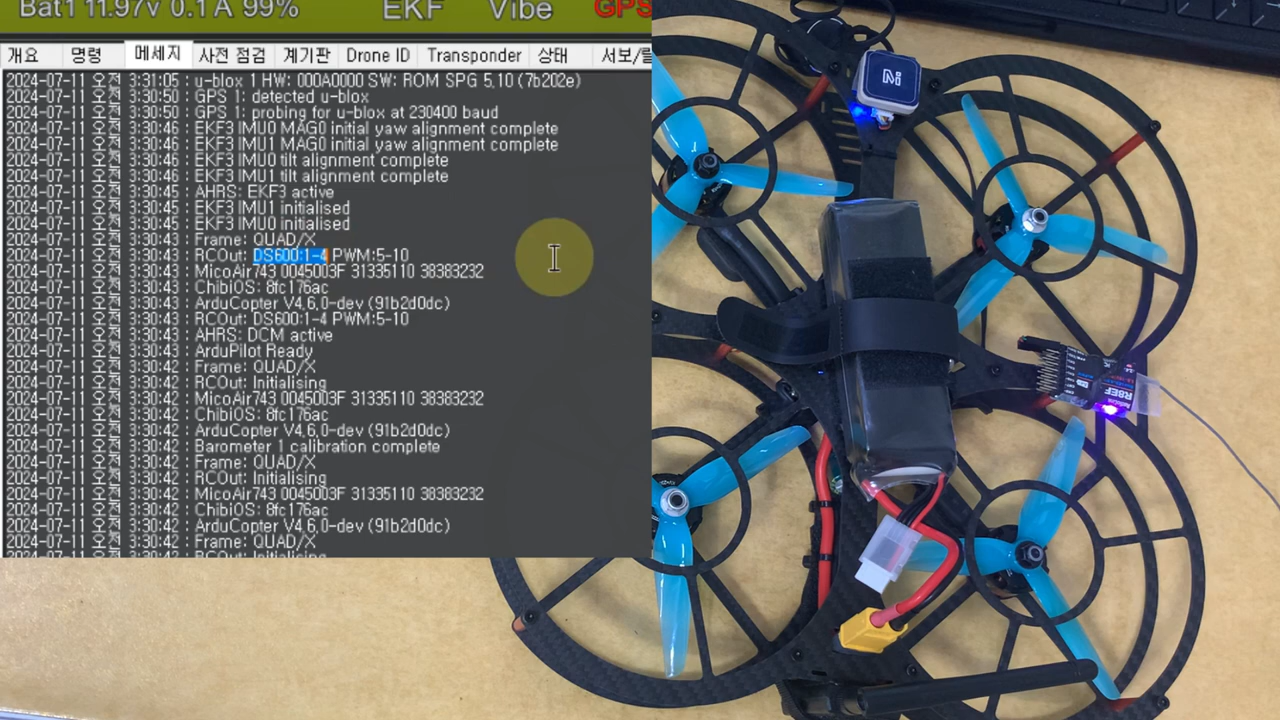 Bat1 11.97v 0.1 A 99% EKF Vibe GPS
개요 명령 메세지 사전 점검 계기판 Drone ID Transponder 상태 서보/릴
2024-07-11 오전 3:31:05 : u-blox 1 HW: 000A0000 SW: ROM SPG 5.10 (7b202e)
2024-07-11 오전 3:30:50 : GPS 1: detected u-blox
2024-07-11 오전 3:30:47 : GPS 1: probing for u-blox at 230400 baud
2024-07-11 오전 3:30:46 : EKF3 IMU0 MAG0 initial yaw alignment complete
2024-07-11 오전 3:30:46 : EKF3 IMU1 MAG0 initial yaw alignment complete
2024-07-11 오전 3:30:46 : EKF3 IMU0 tilt alignment complete
2024-07-11 오전 3:30:46 : EKF3 IMU1 tilt alignment complete
2024-07-11 오전 3:30:45 : AHRS: EKF3 active
2024-07-11 오전 3:30:45 : EKF3 IMU1 initialised
2024-07-11 오전 3:30:45 : EKF3 IMU0 initialised
2024-07-11 오전 3:30:43 : Frame: QUAD/X
2024-07-11 오전 3:30:43 : RCOut: DS600:1-4 PWM:5-10
2024-07-11 오전 3:30:43 : MicoAir743 0045003F 31335110 38383232
2024-07-11 오전 3:30:43 : ChibiOS: 8fc176ac
2024-07-11 오전 3:30:43 : ArduCopter V4.6.0-dev (91b2d0dc)
2024-07-11 오전 3:30:43 : RCOut: DS600:1-4 PWM:5-10
2024-07-11 오전 3:30:43 : AHRS: DCM active
2024-07-11 오전 3:30:43 : ArduPilot Ready
2024-07-11 오전 3:30:42 : Frame: QUAD/X
2024-07-11 오전 3:30:42 : RCOut: Initialising
2024-07-11 오전 3:30:42 : MicoAir743 0045003F 31335110 38383232
2024-07-11 오전 3:30:42 : ChibiOS: 8fc176ac
2024-07-11 오전 3:30:42 : ArduCopter V4.6.0-dev (91b2d0dc)
2024-07-11 오전 3:30:42 : Barometer 1 calibration complete
2024-07-11 오전 3:30:42 : Frame: QUAD/X
2024-07-11 오전 3:30:42 : RCOut: Initialising
2024-07-11 오전 3:30:42 : MicoAir743 0045003F 31335110 38383232
2024-07-11 오전 3:30:42 : ChibiOS: 8fc176ac
2024-07-11 오전 3:30:42 : ArduCopter V4.6.0-dev (91b2d0dc)
2024-07-11 오전 3:30:42 : Frame: QUAD/X
2024-07-11 오전 3:30:42 : RCOut: Initialising
R8EF